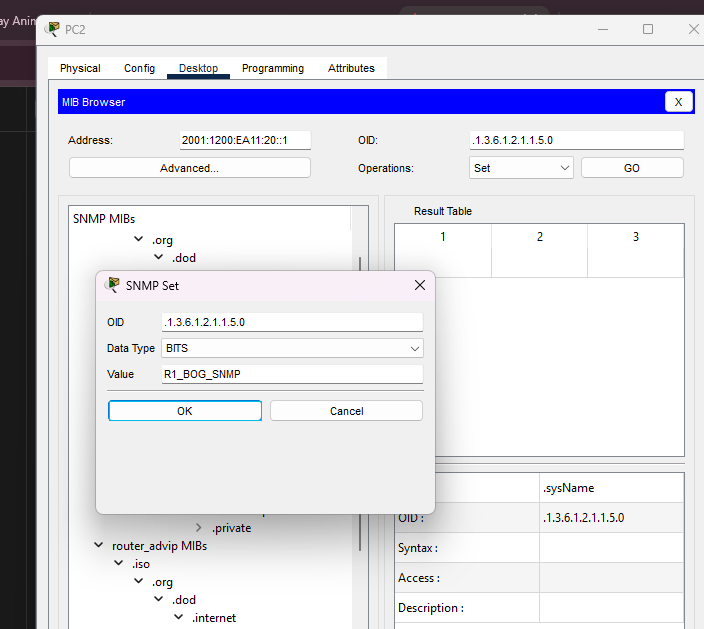 ay Anim
PC2
Physical Config Desktop Programming Attributes
MIB Browser X
Address: 2001:1200:EA11:20::1 OID: .1.3.6.1.2.1.1.5.0
Advanced... Operations: Set GO
SNMP MIBs
.org
.dod
Result Table
1 2 3
SNMP Set
OID .1.3.6.1.2.1.1.5.0
Data Type BITS
Value R1_BOG_SNMP
OK Cancel
.private
router_advip MIBs
.iso
.org
.dod
.internet
.sysName
OID : .1.3.6.1.2.1.1.5.0
Syntax :
Access :
Description :